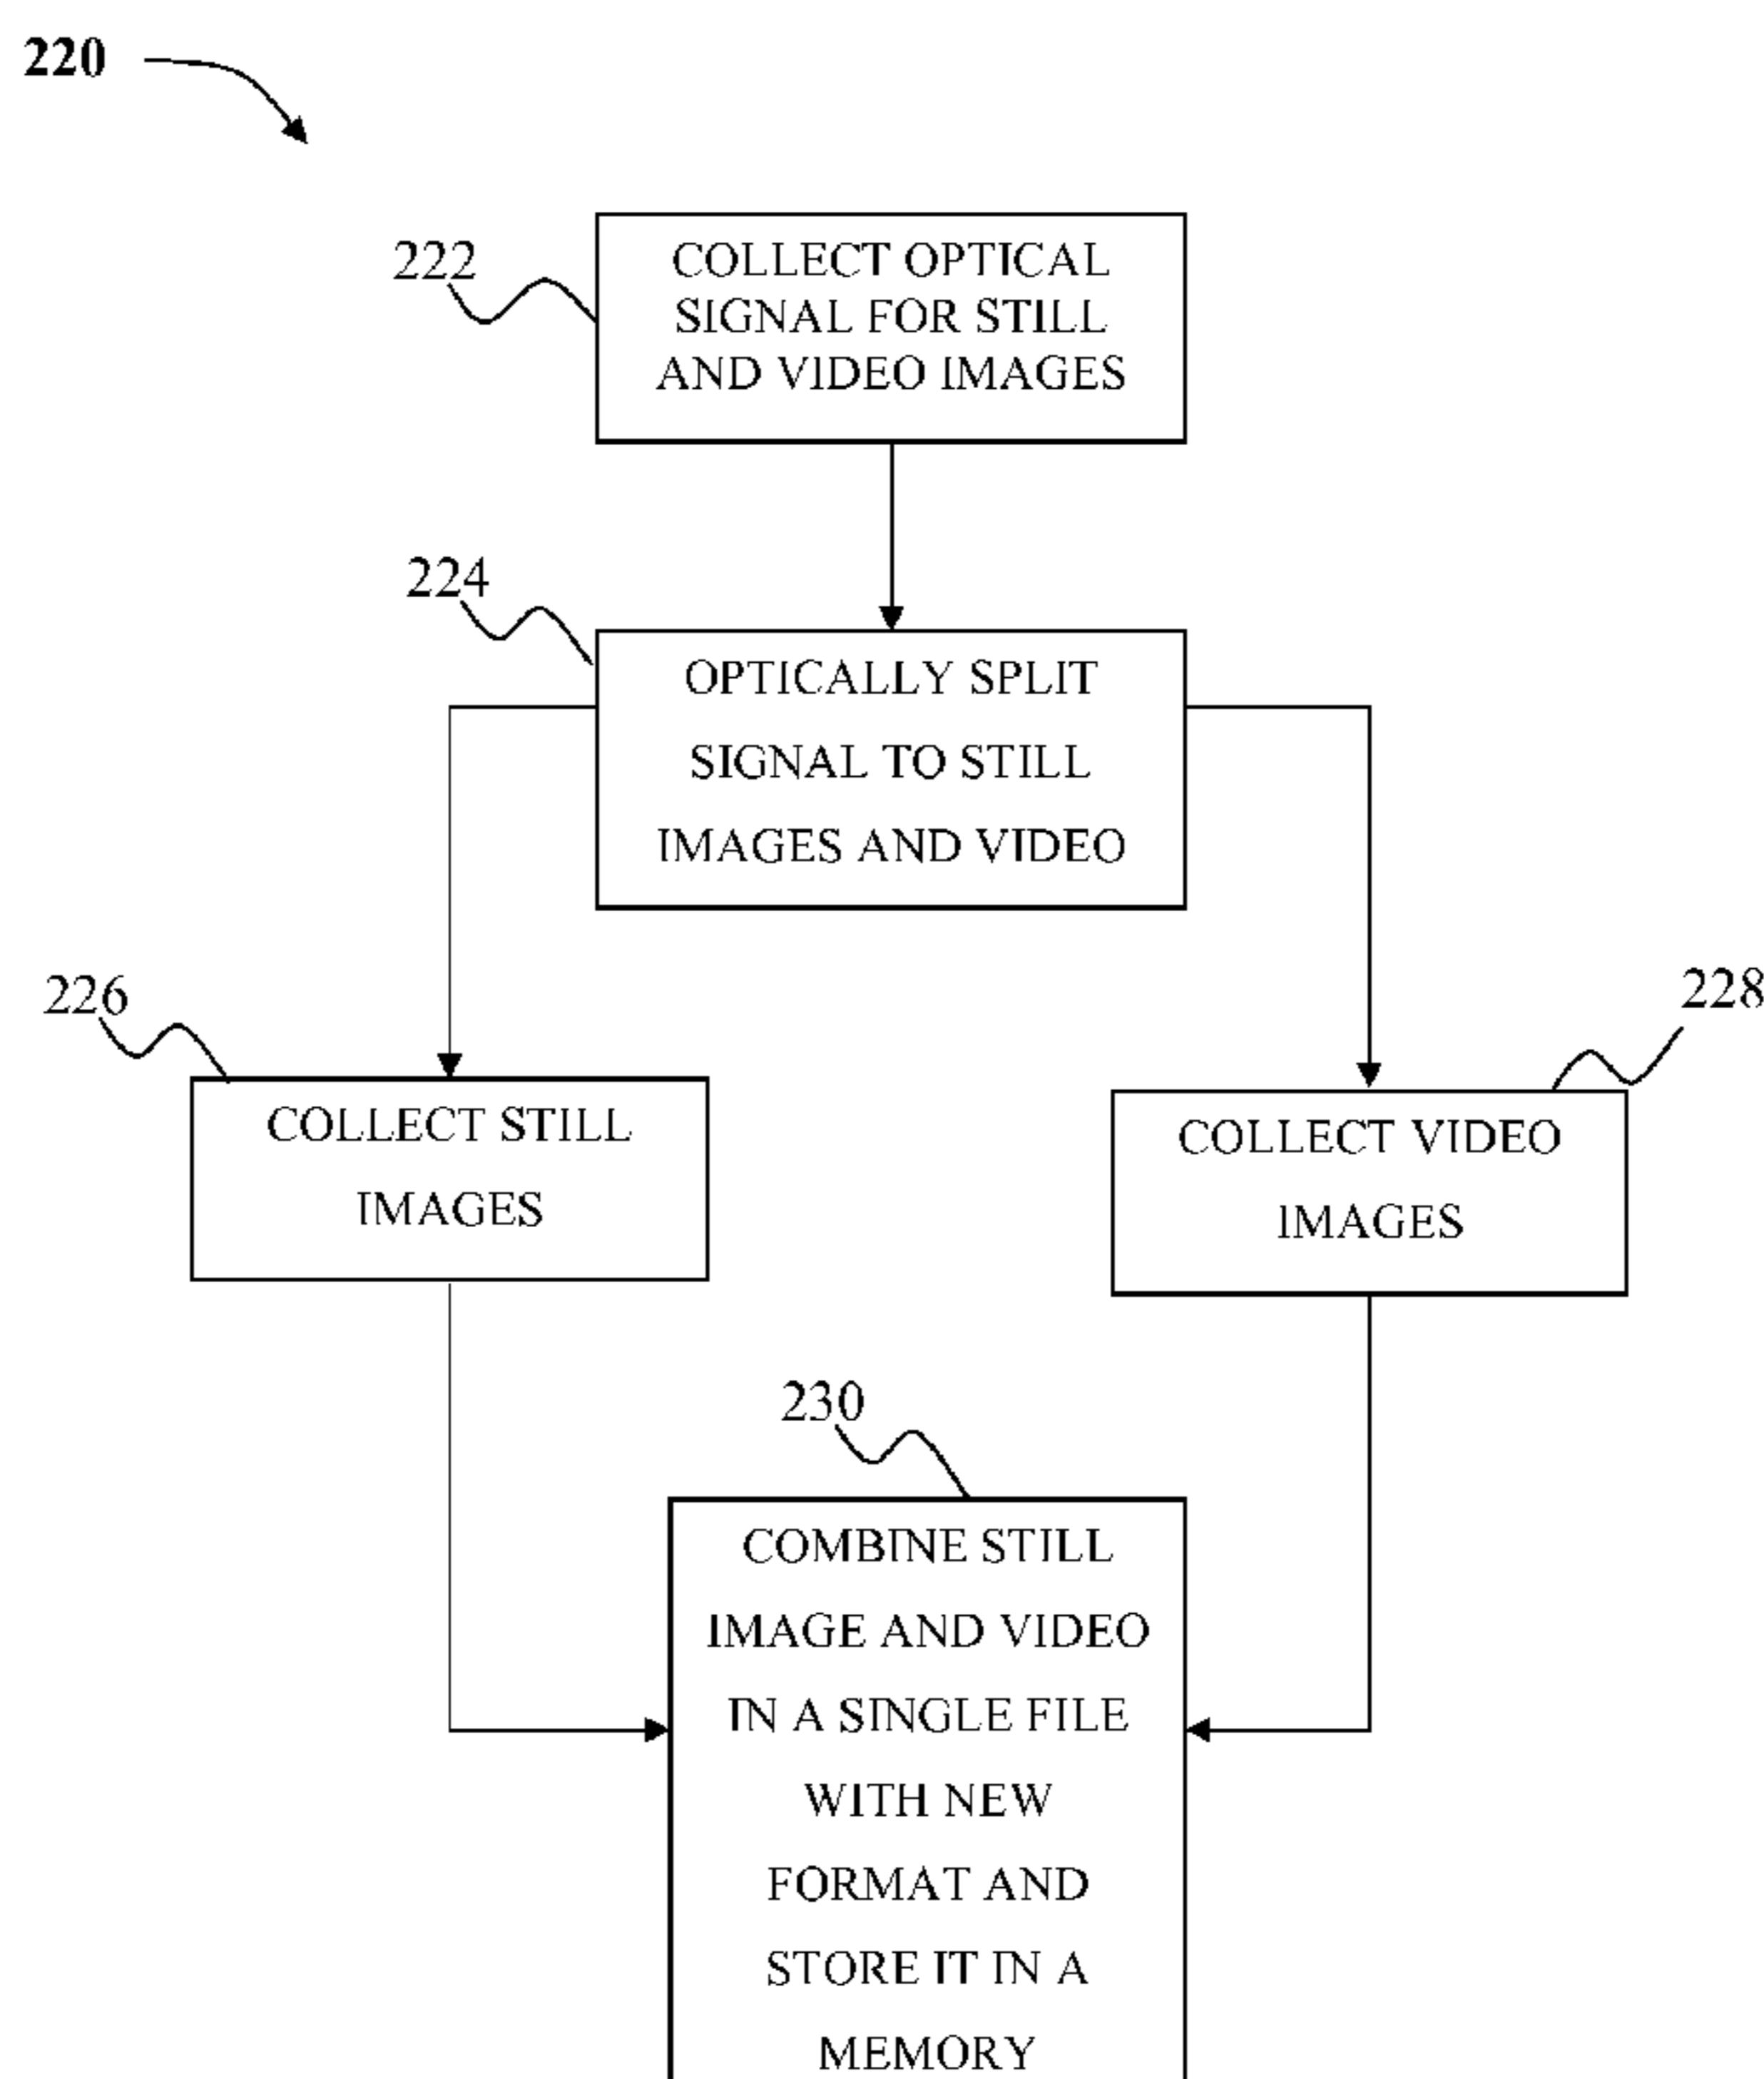 220
222
COLLECT OPTICAL
SIGNAL FOR STILL
AND VIDEO IMAGES
224
OPTICALLY SPLIT
SIGNAL TO STILL
IMAGES AND VIDEO
226
COLLECT STILL
IMAGES
228
COLLECT VIDEO
IMAGES
230
COMBINE STILL
IMAGE AND VIDEO
IN A SINGLE FILE
WITH NEW
FORMAT AND
STORE IT IN A
MEMORY